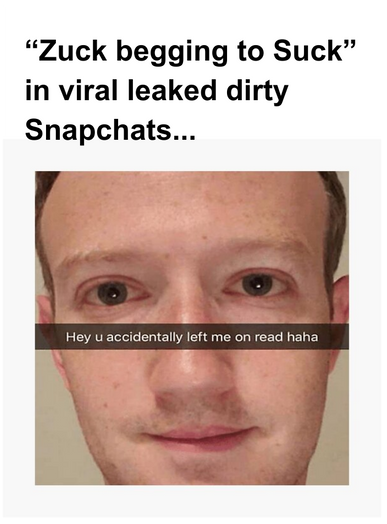 “Zuck begging to Suck”
in viral leaked dirty
Snapchats...
Hey u accidentally left me on read haha